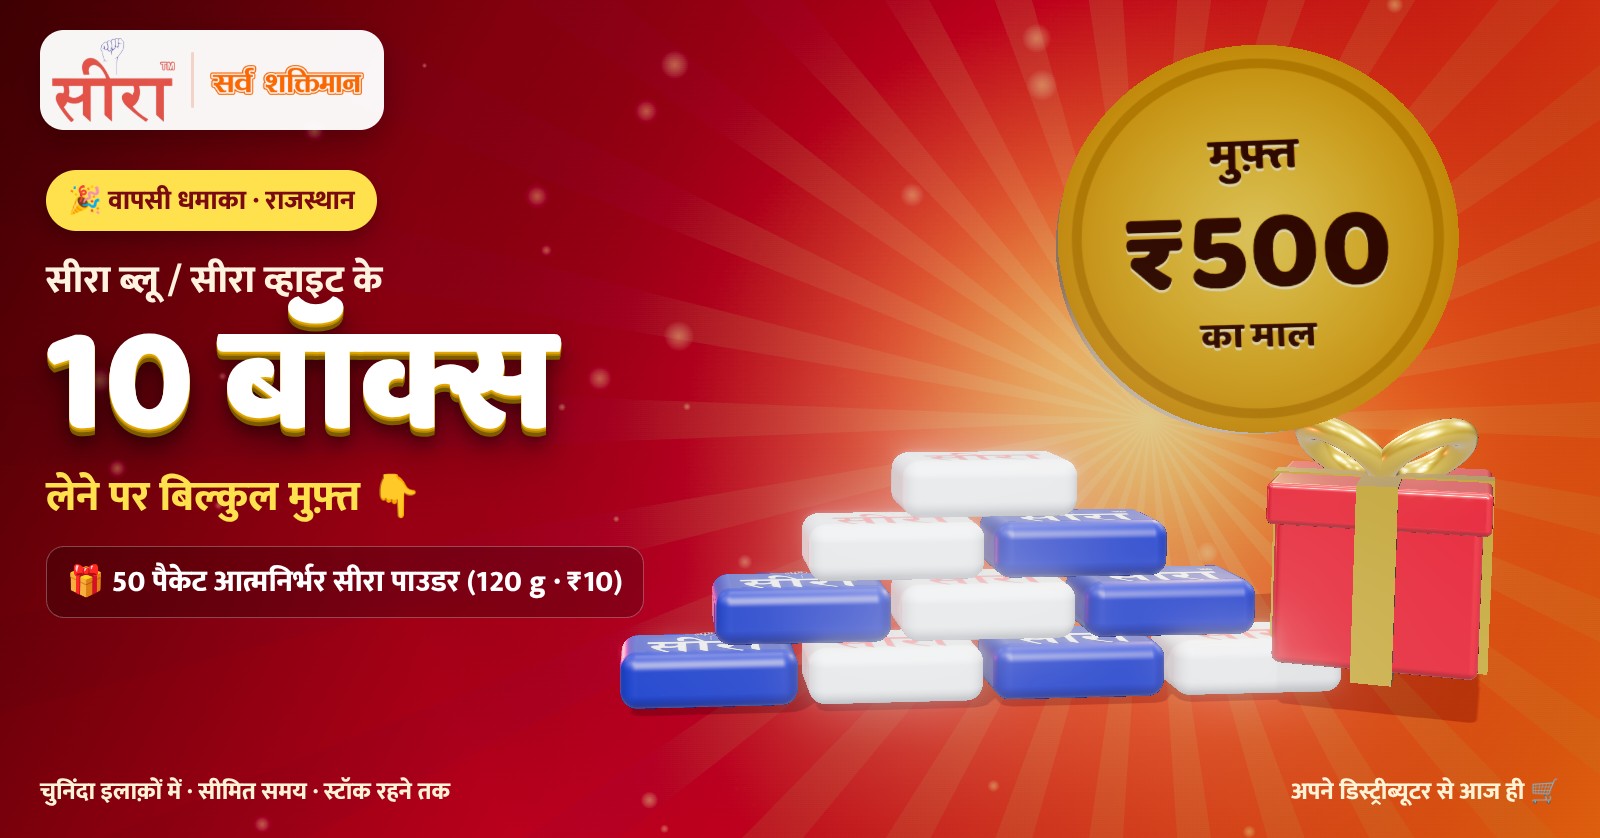 सीरा TM
सर्व शक्तिमान
🎉 वापसी धमाका · राजस्थान
सीरा ब्लू / सीरा व्हाइट के
10 बॉक्स
लेने पर बिल्कुल मुफ़्त 👇
🎁 50 पैकेट आत्मनिर्भर सीरा पाउडर (120 g · ₹10)
मुफ़्त
₹500
का माल
सीरा
सीरा
सीरा
सीरा
सीरा
सीरा
सीरा
सीरा
सीरा
सीरा
चुनिंदा इलाक़ों में · सीमित समय · स्टॉक रहने तक
अपने डिस्ट्रीब्यूटर से आज ही 🛒